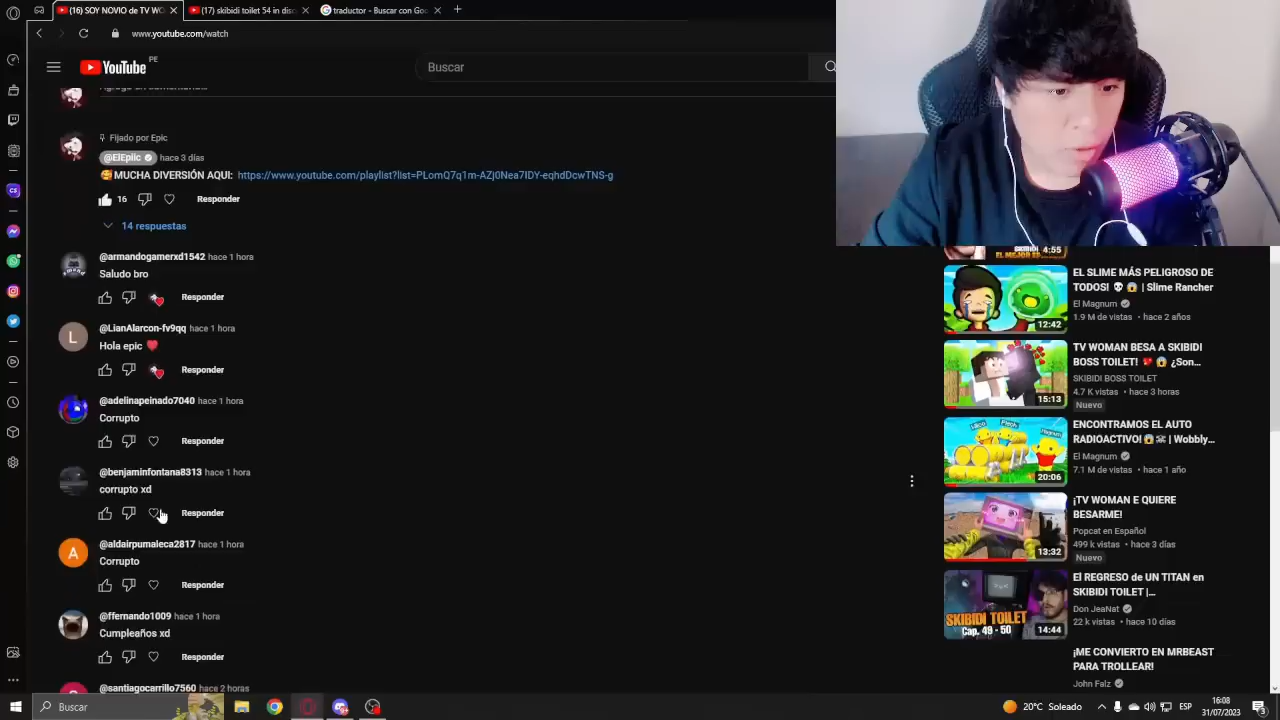 (16) SOY NOVIO de TV WO
(17) skibidi toilet 54 in disc
traductor - Buscar con Goo
www.youtube.com/watch
YouTube PE
Buscar
Fijado por Epic
@ElEpIic hace 3 días
🥰 MUCHA DIVERSIÓN AQUI: https://www.youtube.com/playlist?list=PLomQ7q1m-AZj0Nea7IDY-eqhdDcwTNS-g
16 Responder
14 respuestas
@armandogamerxd1542 hace 1 hora
Saludo bro
Responder
@LianAlarcon-fv9qq hace 1 hora
Hola epic ❤️
Responder
@adelinapeinado7040 hace 1 hora
Corrupto
Responder
@benjaminfontana8313 hace 1 hora
corrupto xd
Responder
@aldairpumaleca2817 hace 1 hora
Corrupto
Responder
@ffernando1009 hace 1 hora
Cumpleaños xd
Responder
@santiagocarrillo7560 hace 2 horas
4:55
EL SLIME MÁS PELIGROSO DE
TODOS! 💀😱 | Slime Rancher
El Magnum
1.9 M de vistas • hace 2 años
12:42
TV WOMAN BESA A SKIBIDI
BOSS TOILET! 💖😱 ¿Son...
SKIBIDI BOSS TOILET
4.7 K vistas • hace 3 horas
Nuevo
15:13
ENCONTRAMOS EL AUTO
RADIOACTIVO!😱☠ | Wobbly...
El Magnum
7.1 M de vistas • hace 1 año
20:06
¡TV WOMAN E QUIERE
BESARME!
Popcat en Español
499 k vistas • hace 3 días
Nuevo
13:32
El REGRESO de UN TITAN en
SKIBIDI TOILET |...
Don JeaNat
22 k vistas • hace 10 días
SKIBIDI TOILET
Cap. 49 - 50
14:44
¡ME CONVIERTO EN MRBEAST
PARA TROLLEAR!
John Falz
Buscar
20°C Soleado
ESP
16:08
31/07/2023